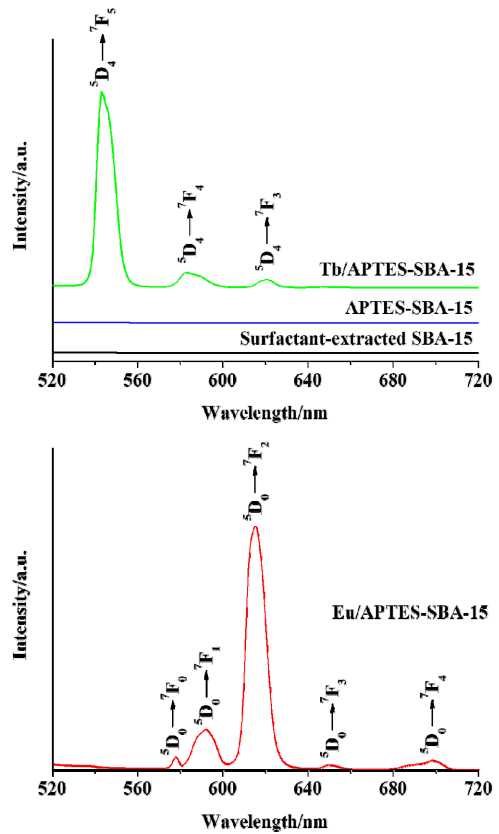 ⁵D₄ → ⁷F₅
⁵D₄ → ⁷F₄
⁵D₄ → ⁷F₃
Tb/APTES-SBA-15
APTES-SBA-15
Surfactant-extracted SBA-15
Intensity/a.u.
520 560 600 640 680 720
Wavelength/nm
⁵D₀ → ⁷F₀
⁵D₀ → ⁷F₁
⁵D₀ → ⁷F₂
⁵D₀ → ⁷F₃
⁵D₀ → ⁷F₄
Eu/APTES-SBA-15
Intensity/a.u.
520 560 600 640 680 720
Wavelength/nm